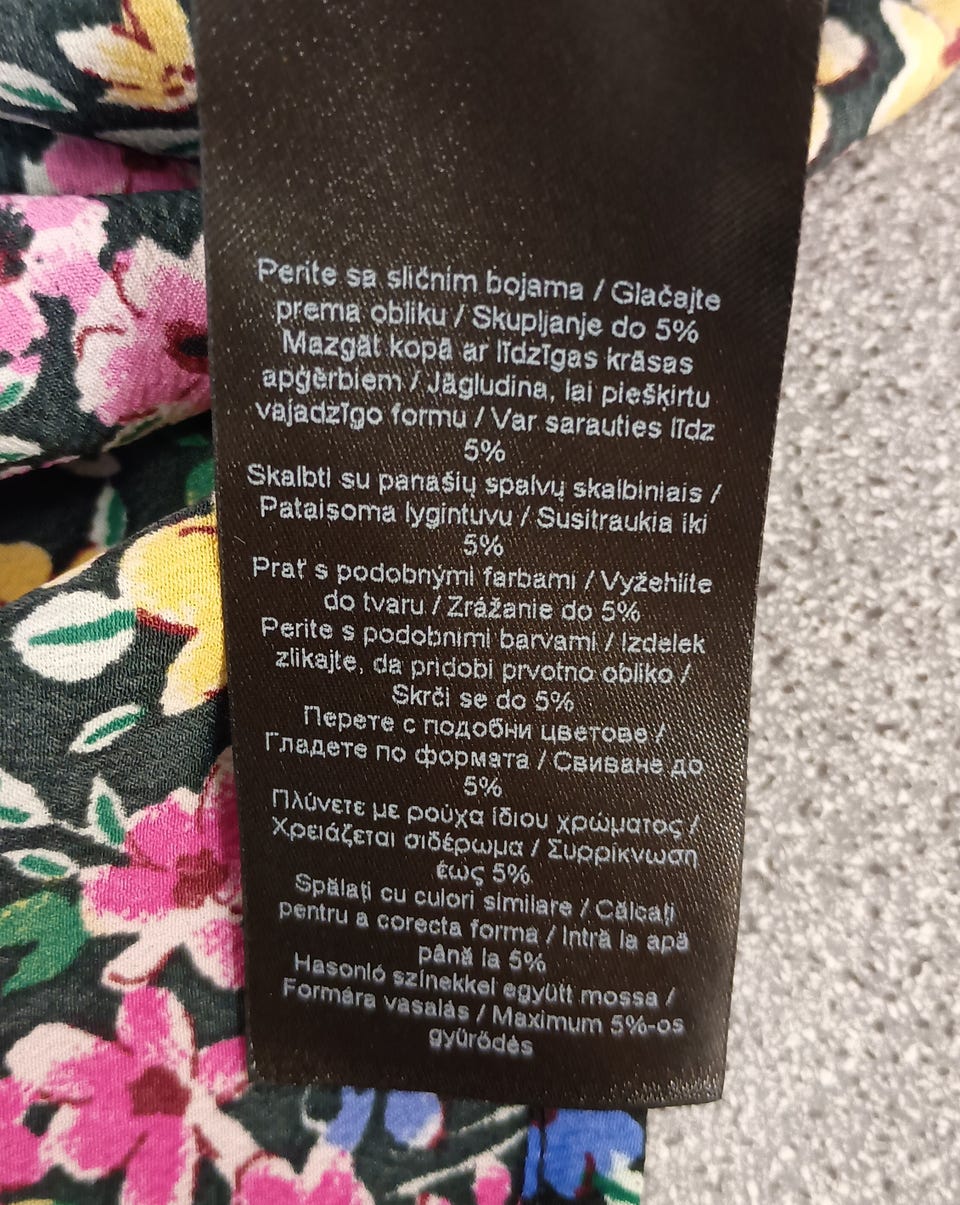 Perite sa sličnim bojama / Glačajte
prema obliku / Skupljanje do 5%
Mazgāt kopā ar līdzīgas krāsas
apģērbiem / Jāgludina, lai piešķirtu
vajadzīgo formu / Var sarauties līdz
5%
Skalbti su panašių spalvų skalbiniais /
Pataisoma lygintuvu / Susitraukia iki
5%
Prať s podobnými farbami / Vyžehlite
do tvaru / Zrážanie do 5%
Perite s podobnimi barvami / Izdelek
zlikajte, da pridobi prvotno obliko /
Skrči se do 5%
Перете с подобни цветове /
Гладете по формата / Свиване до
5%
Πλύνετε με ρούχα ίδιου χρώματος /
Χρειάζεται σιδέρωμα / Συρρίκνωση
έως 5%
Spălaţi cu culori similare / Călcaţi
pentru a corecta forma / Intră la apă
până la 5%
Hasonló színekkel együtt mossa /
Formára vasalás / Maximum 5%-os
gyűrődés